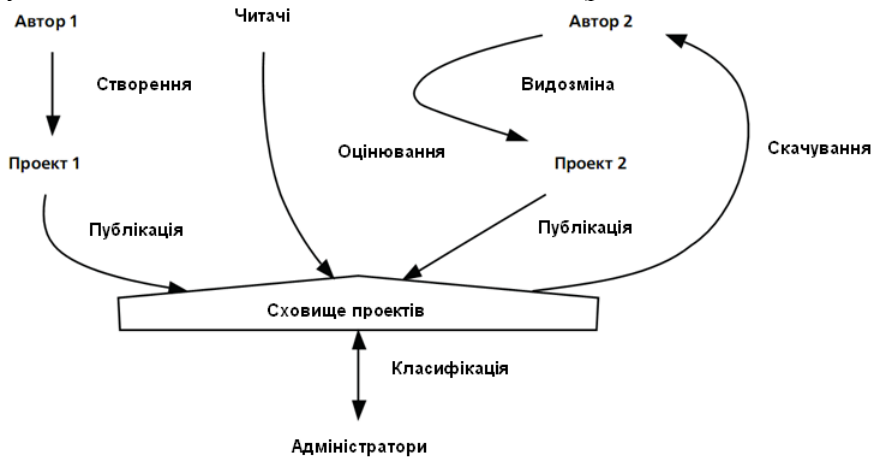 Автор 1
Читачі
Автор 2
Створення
Видозміна
Оцінювання
Скачування
Проект 1
Проект 2
Публікація
Публікація
Сховище проектів
Класифікація
Адміністратори